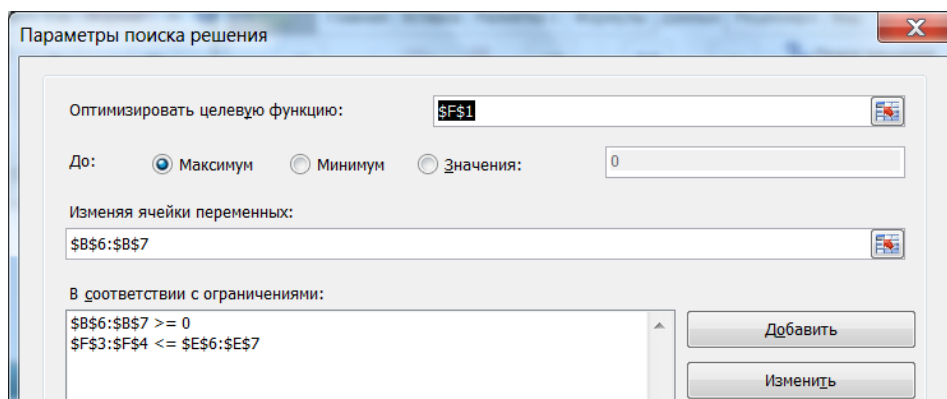 Параметры поиска решения
Оптимизировать целевую функцию:
$F$1
До:
Максимум
Минимум
Значения:
0
Изменяя ячейки переменных:
$B$6:$B$7
В соответствии с ограничениями:
$B$6:$B$7 >= 0
$F$3:$F$4 <= $E$6:$E$7
Добавить
Изменить